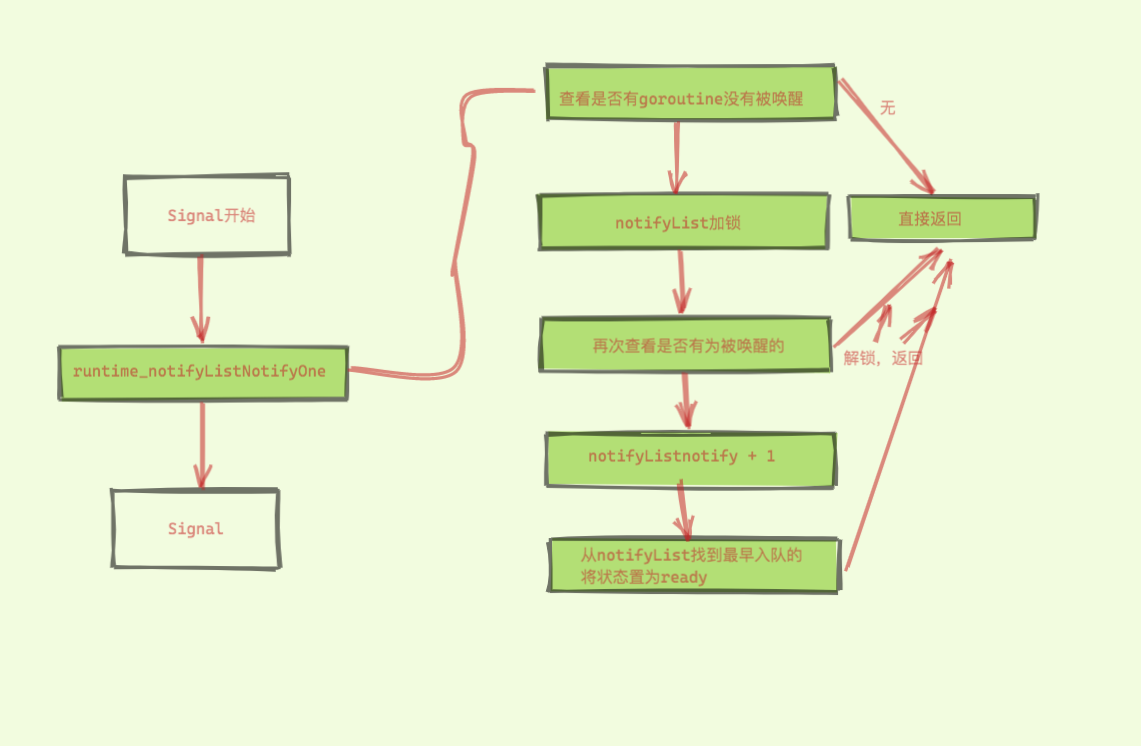 Signal开始
runtime_notifyListNotifyOne
Signal
查看是否有goroutine没有被唤醒
无
notifyList加锁
直接返回
再次查看是否有为被唤醒的
解锁，返回
notifyListnotify + 1
从notifyList找到最早入队的
将状态置为ready